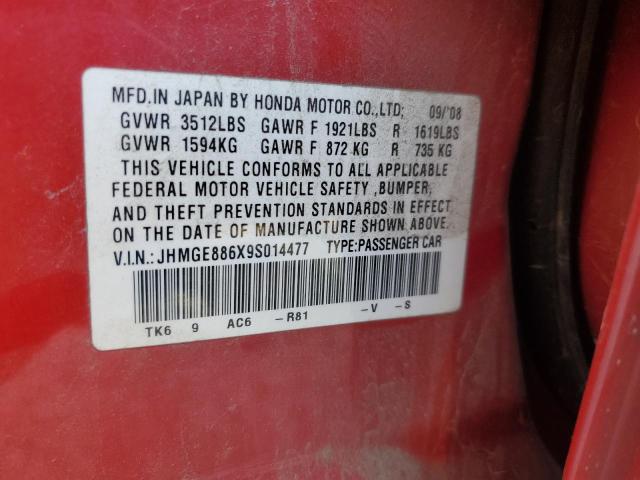 MFD.IN JAPAN BY HONDA MOTOR CO.,LTD; 09/'08
GVWR 3512LBS GAWR F 1921LBS R 1619LBS
GVWR 1594KG GAWR F 872 KG R 735 KG
THIS VEHICLE CONFORMS TO ALL APPLICABLE
FEDERAL MOTOR VEHICLE SAFETY ,BUMPER,
AND THEFT PREVENTION STANDARDS IN EFFECT
ON THE DATE OF MANUFACTURE SHOWN ABOVE.
V.I.N.:JHMGE886X9S014477 TYPE:PASSENGER CAR
TK6 9 AC6 -R81 -V -S